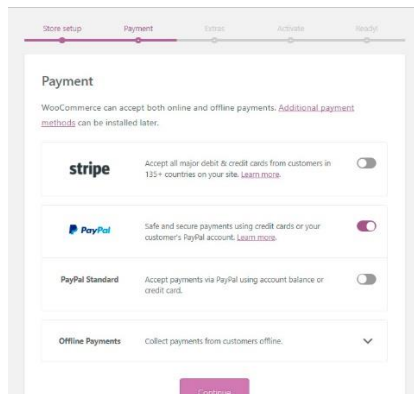 Store setup Payment Extras Activate Ready!
Payment
WooCommerce can accept both online and offline payments. Additional payment
methods can be installed later.
stripe
Accept all major debit & credit cards from customers in
135+ countries on your site. Learn more.
PayPal
Safe and secure payments using credit cards or your
customer's PayPal account. Learn more.
PayPal Standard
Accept payments via PayPal using account balance or
credit card.
Offline Payments
Collect payments from customers offline.
Continue